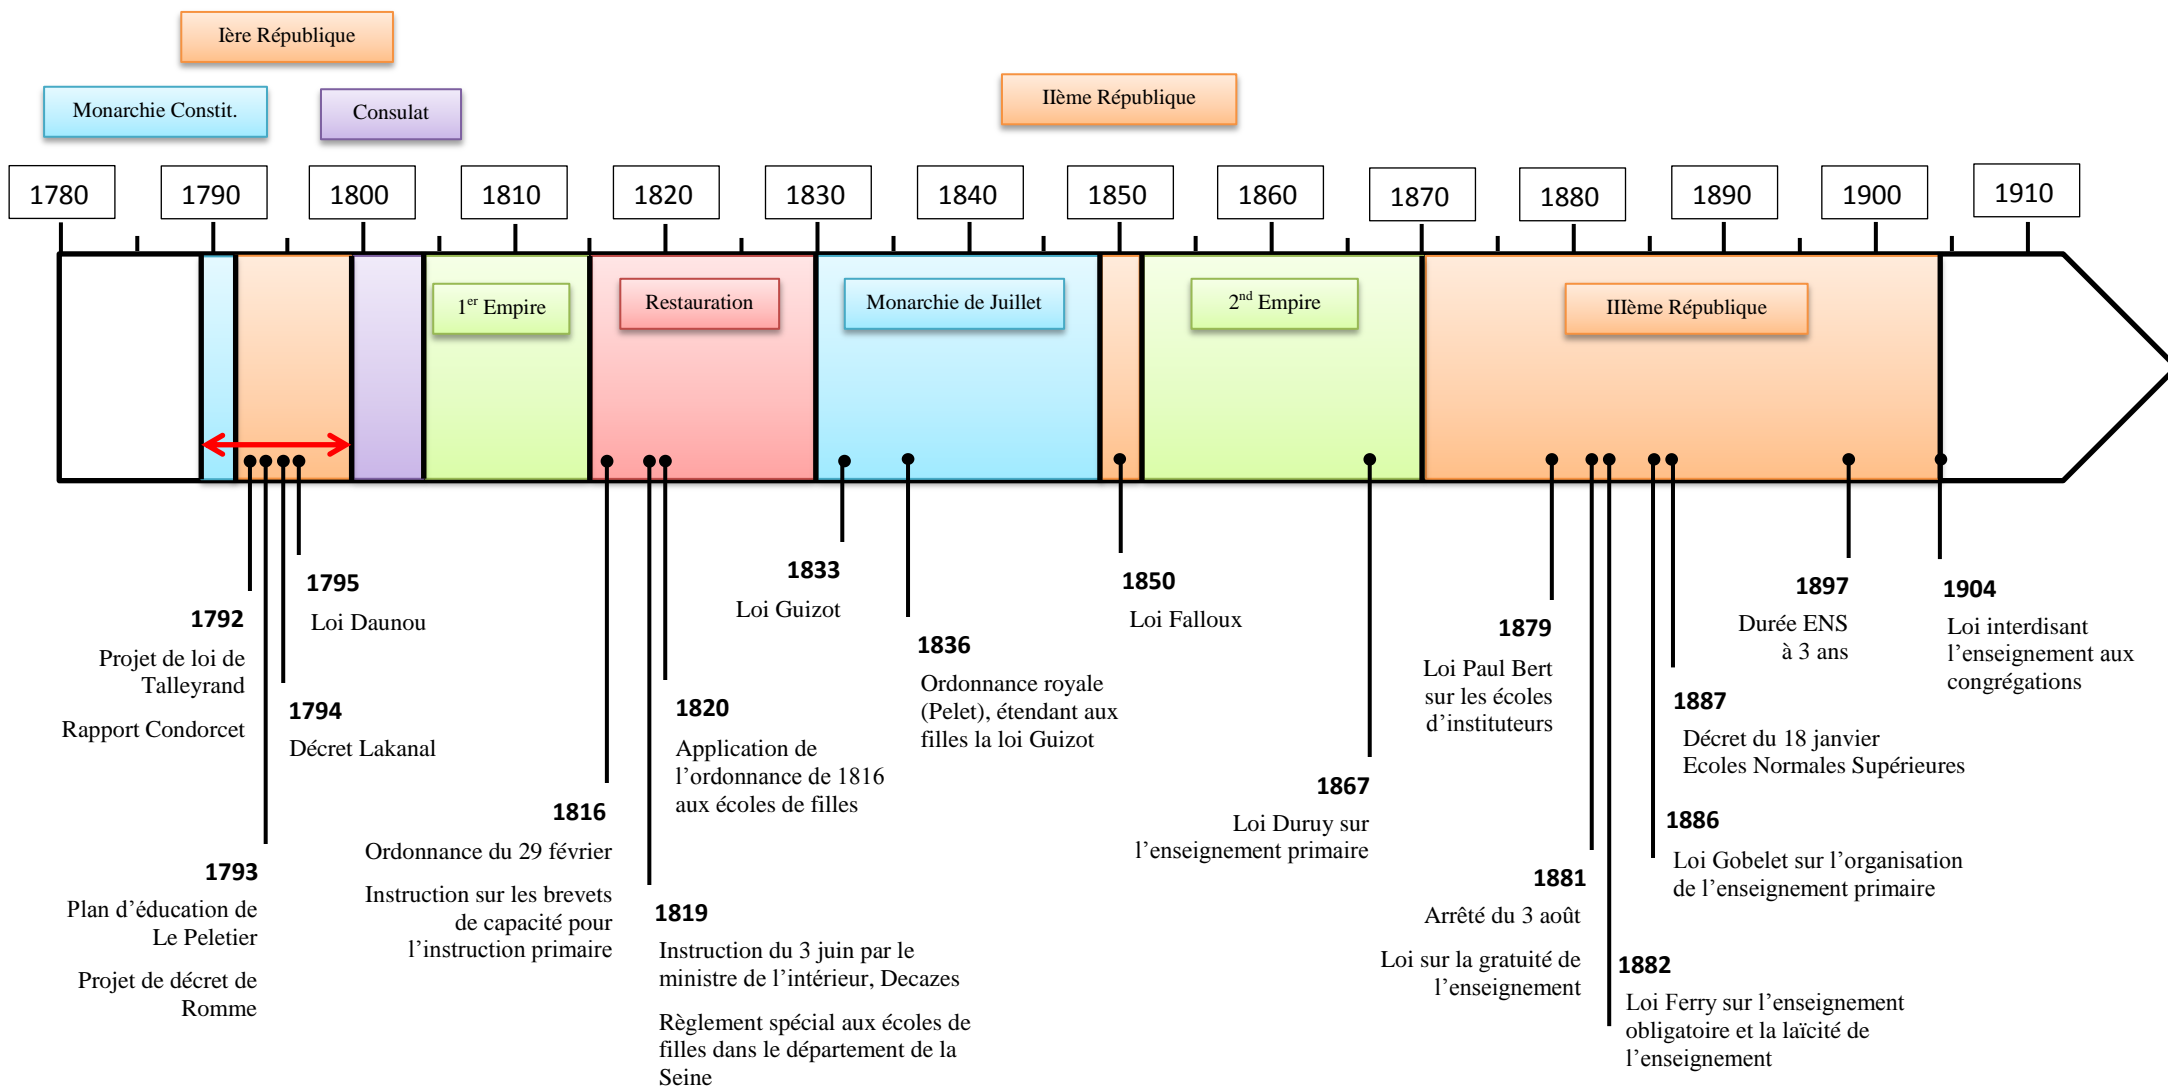 Ière République
Monarchie Constit.
Consulat
IIème République
1780
1790
1800
1810
1820
1830
1840
1850
1860
1870
1880
1890
1900
1910
1er Empire
Restauration
Monarchie de Juillet
2nd Empire
IIIème République
1792
Projet de loi de
Talleyrand
Rapport Condorcet
1793
Plan d’éducation de
Le Peletier
Projet de décret de
Romme
1794
Décret Lakanal
1795
Loi Daunou
1816
Ordonnance du 29 février
Instruction sur les brevets
de capacité pour
l’instruction primaire
1819
Instruction du 3 juin par le
ministre de l’intérieur, Decazes
Règlement spécial aux écoles de
filles dans le département de la
Seine
1820
Application de
l’ordonnance de 1816
aux écoles de filles
1833
Loi Guizot
1836
Ordonnance royale
(Pelet), étendant aux
filles la loi Guizot
1850
Loi Falloux
1867
Loi Duruy sur
l’enseignement primaire
1879
Loi Paul Bert
sur les écoles
d’instituteurs
1881
Arrêté du 3 août
Loi sur la gratuité de
l’enseignement
1882
Loi Ferry sur l’enseignement
obligatoire et la laïcité de
l’enseignement
1886
Loi Gobelet sur l’organisation
de l’enseignement primaire
1887
Décret du 18 janvier
Ecoles Normales Supérieures
1897
Durée ENS
à 3 ans
1904
Loi interdisant
l’enseignement aux
congrégations